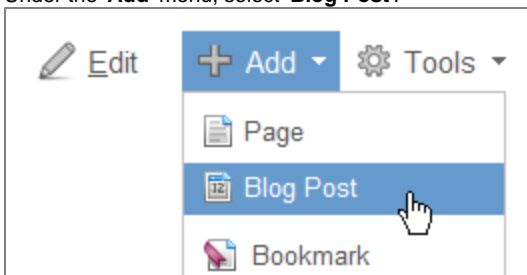 Under the 'Add' menu, select 'Blog Post':
Edit Add Tools
Page
Blog Post
Bookmark